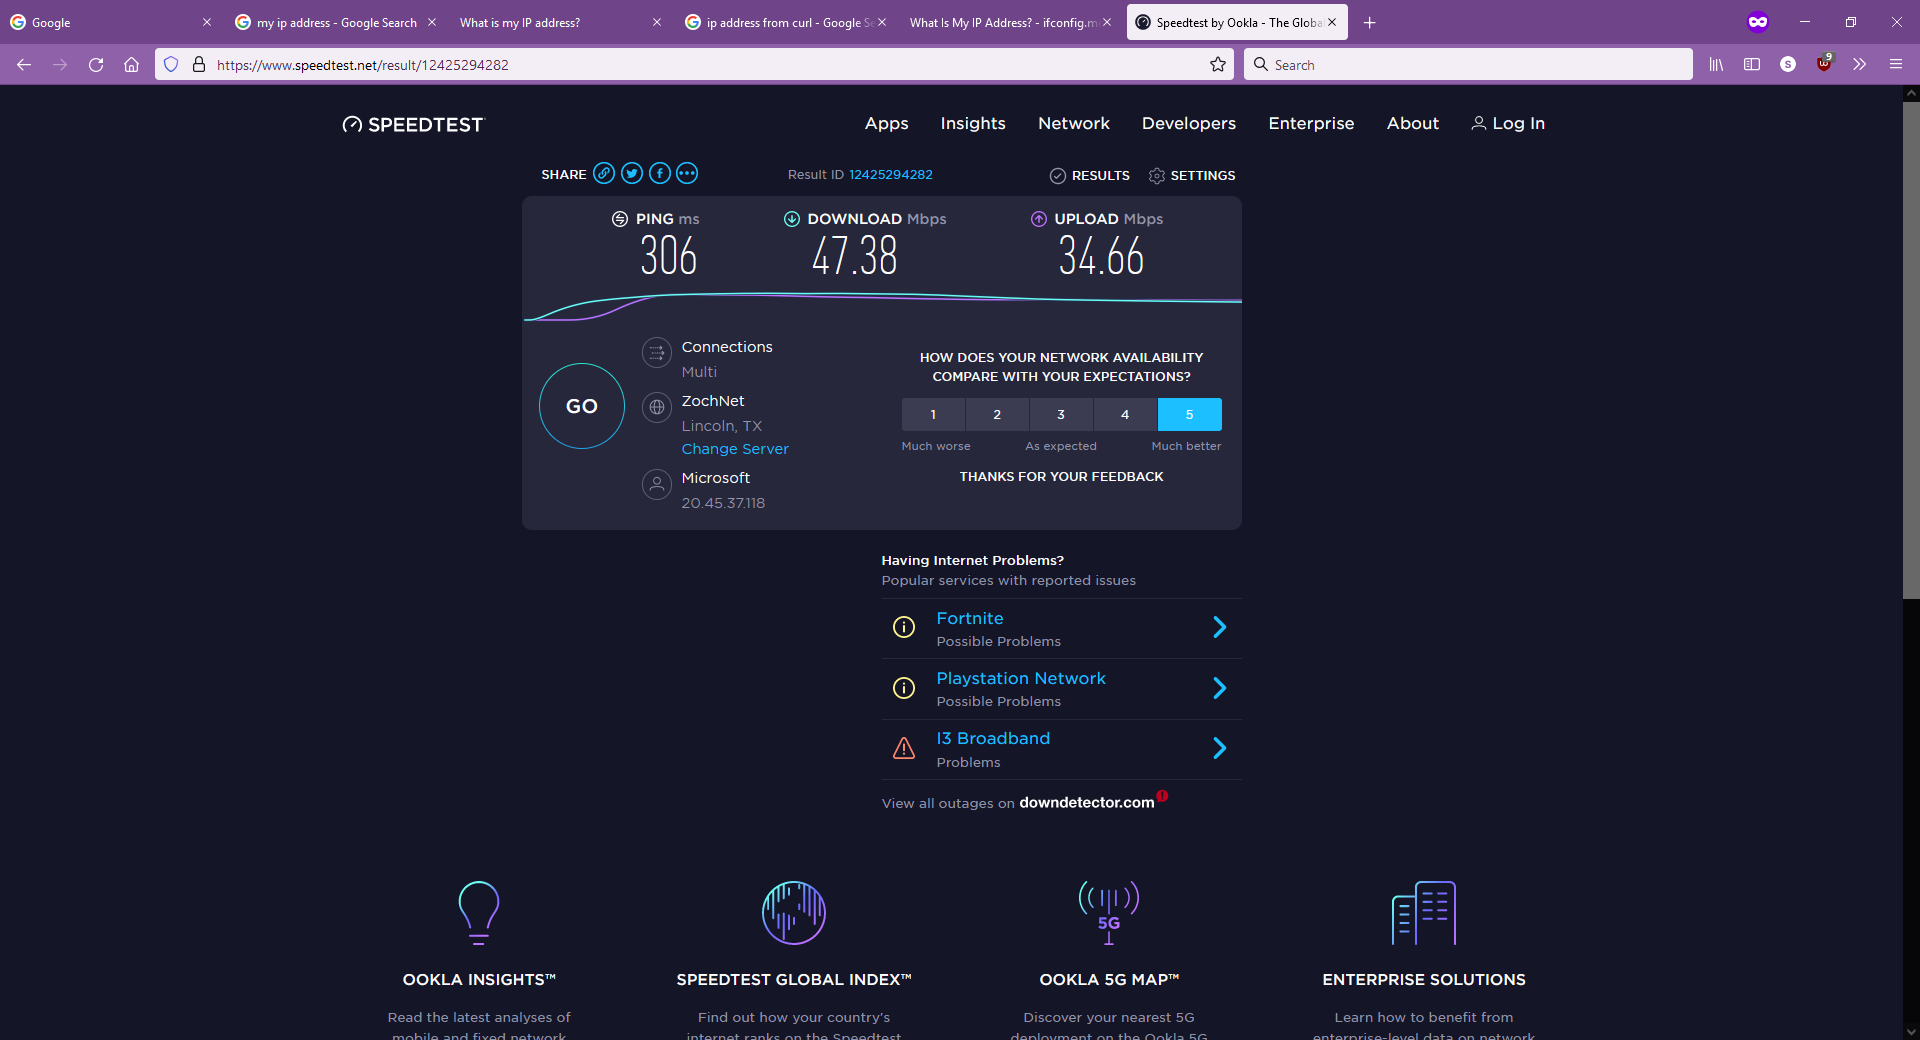 Google
my ip address - Google Search
What is my IP address?
ip address from curl - Google Se
What Is My IP Address? - ifconfig.m
Speedtest by Ookla - The Globa
https://www.speedtest.net/result/12425294282
Search
S
9
SPEEDTEST
Apps
Insights
Network
Developers
Enterprise
About
Log In
SHARE
Result ID 12425294282
RESULTS
SETTINGS
PING ms
DOWNLOAD Mbps
UPLOAD Mbps
306
47.38
34.66
GO
Connections
Multi
ZochNet
Lincoln, TX
Change Server
Microsoft
20.45.37.118
HOW DOES YOUR NETWORK AVAILABILITY
COMPARE WITH YOUR EXPECTATIONS?
1 2 3 4 5
Much worse As expected Much better
THANKS FOR YOUR FEEDBACK
Having Internet Problems?
Popular services with reported issues
Fortnite
Possible Problems
Playstation Network
Possible Problems
I3 Broadband
Problems
View all outages on downdetector.com
5G
OOKLA INSIGHTS™
Read the latest analyses of
mobile and fixed network
SPEEDTEST GLOBAL INDEX™
Find out how your country's
internet ranks on the Speedtest
OOKLA 5G MAP™
Discover your nearest 5G
deployment on the Ookla 5G
ENTERPRISE SOLUTIONS
Learn how to benefit from
enterprise-level data on network